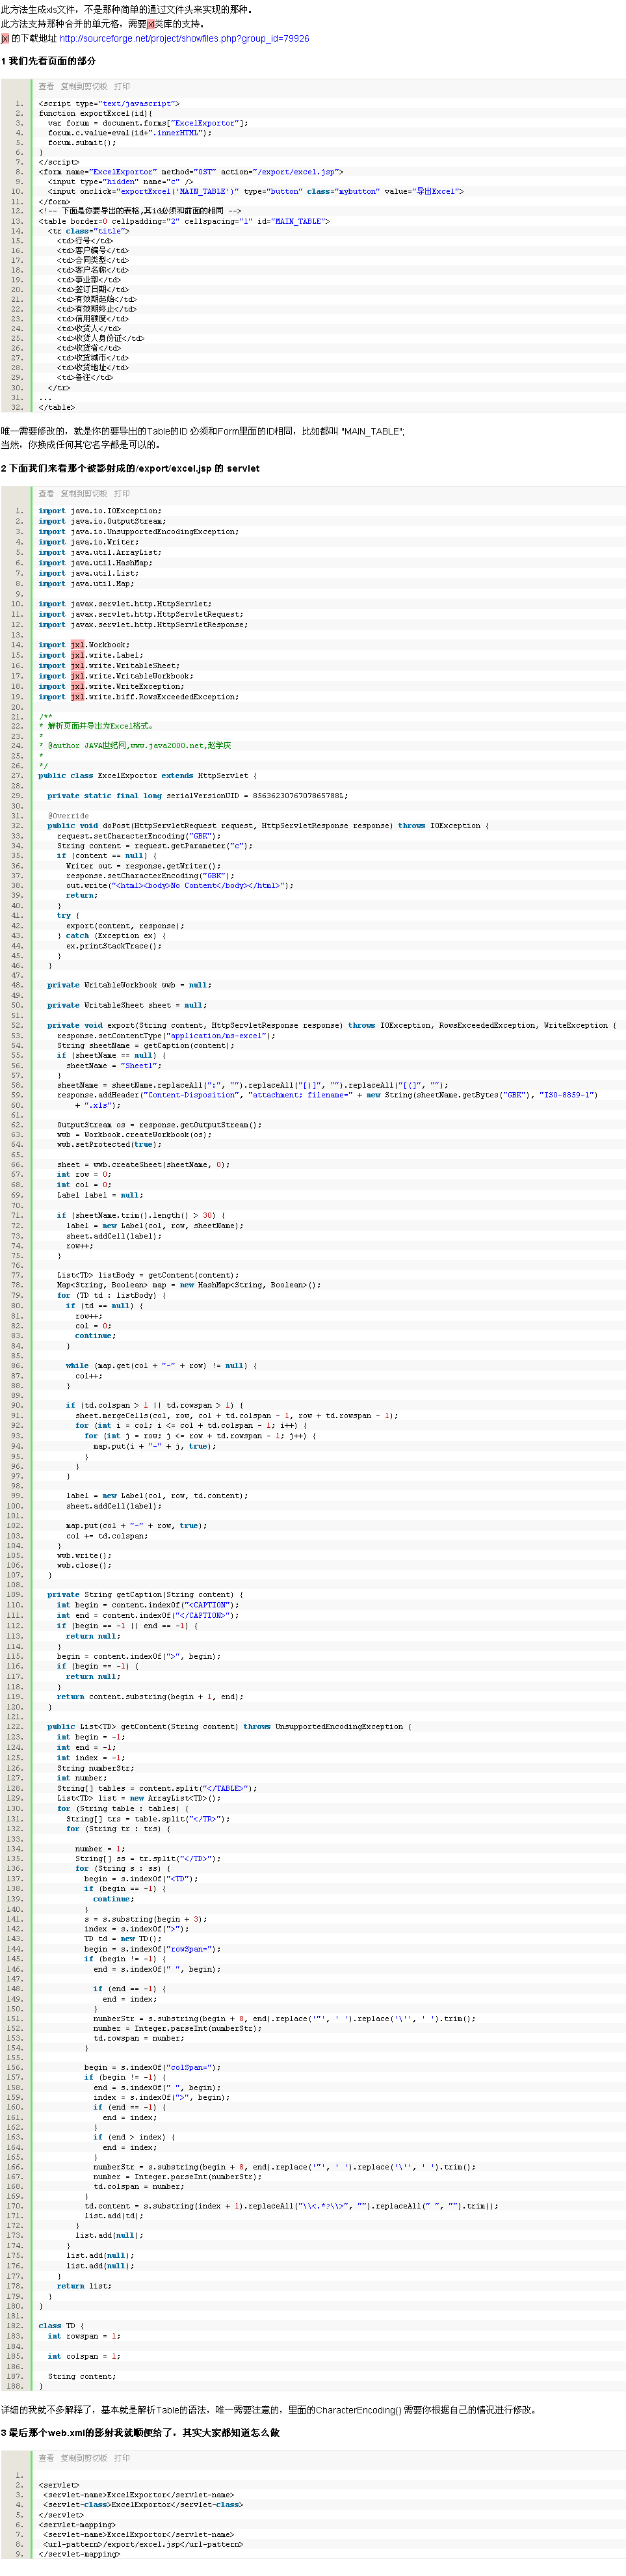 此方法生成xls文件，不是那种简单的通过文件头来实现的那种。
此方法支持那种合并的单元格，需要jxl类库的支持。
jxl 的下载地址 http://sourceforge.net/project/showfiles.php?group_id=79926
1 我们先看页面的部分
查看 复制到剪切板 打印
1. <script type="text/javascript">
2. function exportExcel(id){
3.   var forum = document.forms["ExcelExportor"];
4.   forum.c.value=eval(id+".innerHTML");
5.   forum.submit();
6. }
7. </script>
8. <form name="ExcelExportor" method="OST" action="/export/excel.jsp">
9.   <input type="hidden" name="c" />
10.   <input onclick="exportExcel('MAIN_TABLE')" type="button" class="mybutton" value="导出Excel">
11. </form>
12. <!-- 下面是你要导出的表格,其id必须和前面的相同 -->
13. <table border=0 cellpadding="2" cellspacing="1" id="MAIN_TABLE">
14.   <tr class="title">
15.     <td>行号</td>
16.     <td>客户编号</td>
17.     <td>合同类型</td>
18.     <td>客户名称</td>
19.     <td>事业部</td>
20.     <td>签订日期</td>
21.     <td>有效期起始</td>
22.     <td>有效期终止</td>
23.     <td>信用额度</td>
24.     <td>收货人</td>
25.     <td>收货人身份证</td>
26.     <td>收货省</td>
27.     <td>收货城市</td>
28.     <td>收货地址</td>
29.     <td>备注</td>
30.   </tr>
31. ...
32. </table>
唯一需要修改的，就是你的要导出的Table的ID 必须和Form里面的ID相同，比如都叫 "MAIN_TABLE";
当然，你换成任何其它名字都是可以的。
2 下面我们来看那个被影射成的/export/excel.jsp 的 servlet
查看 复制到剪切板 打印
1. import java.io.IOException;
2. import java.io.OutputStream;
3. import java.io.UnsupportedEncodingException;
4. import java.io.Writer;
5. import java.util.ArrayList;
6. import java.util.HashMap;
7. import java.util.List;
8. import java.util.Map;
9.
10. import javax.servlet.http.HttpServlet;
11. import javax.servlet.http.HttpServletRequest;
12. import javax.servlet.http.HttpServletResponse;
13.
14. import jxl.Workbook;
15. import jxl.write.Label;
16. import jxl.write.WritableSheet;
17. import jxl.write.WritableWorkbook;
18. import jxl.write.WriteException;
19. import jxl.write.biff.RowsExceededException;
20.
21. /**
22. * 解析页面并导出为Excel格式。
23. *
24. * @author JAVA世纪网,www.java2000.net,赵学庆
25. *
26. */
27. public class ExcelExportor extends HttpServlet {
28.
29.   private static final long serialVersionUID = 8563623076707865788L;
30.
31.   @Override
32.   public void doPost(HttpServletRequest request, HttpServletResponse response) throws IOException {
33.     request.setCharacterEncoding("GBK");
34.     String content = request.getParameter("c");
35.     if (content == null) {
36.       Writer out = response.getWriter();
37.       response.setCharacterEncoding("GBK");
38.       out.write("<html><body>No Content</body></html>");
39.       return;
40.     }
41.     try {
42.       export(content, response);
43.     } catch (Exception ex) {
44.       ex.printStackTrace();
45.     }
46.   }
47.
48.   private WritableWorkbook wwb = null;
49.
50.   private WritableSheet sheet = null;
51.
52.   private void export(String content, HttpServletResponse response) throws IOException, RowsExceededException, WriteException {
53.     response.setContentType("application/ms-excel");
54.     String sheetName = getCaption(content);
55.     if (sheetName == null) {
56.       sheetName = "Sheet1";
57.     }
58.     sheetName = sheetName.replaceAll(":", "").replaceAll("[)]", "").replaceAll("[(]", "");
59.     response.addHeader("Content-Disposition", "attachment; filename=" + new String(sheetName.getBytes("GBK"), "ISO-8859-1")
60.         + ".xls");
61.
62.     OutputStream os = response.getOutputStream();
63.     wwb = Workbook.createWorkbook(os);
64.     wwb.setProtected(true);
65.
66.     sheet = wwb.createSheet(sheetName, 0);
67.     int row = 0;
68.     int col = 0;
69.     Label label = null;
70.
71.     if (sheetName.trim().length() > 30) {
72.       label = new Label(col, row, sheetName);
73.       sheet.addCell(label);
74.       row++;
75.     }
76.
77.     List<TD> listBody = getContent(content);
78.     Map<String, Boolean> map = new HashMap<String, Boolean>();
79.     for (TD td : listBody) {
80.       if (td == null) {
81.         row++;
82.         col = 0;
83.         continue;
84.       }
85.
86.       while (map.get(col + "-" + row) != null) {
87.         col++;
88.       }
89.
90.       if (td.colspan > 1 || td.rowspan > 1) {
91.         sheet.mergeCells(col, row, col + td.colspan - 1, row + td.rowspan - 1);
92.         for (int i = col; i <= col + td.colspan - 1; i++) {
93.           for (int j = row; j <= row + td.rowspan - 1; j++) {
94.             map.put(i + "-" + j, true);
95.           }
96.         }
97.       }
98.
99.       label = new Label(col, row, td.content);
100.       sheet.addCell(label);
101.
102.       map.put(col + "-" + row, true);
103.       col += td.colspan;
104.     }
105.     wwb.write();
106.     wwb.close();
107.   }
108.
109.   private String getCaption(String content) {
110.     int begin = content.indexOf("<CAPTION");
111.     int end = content.indexOf("</CAPTION>");
112.     if (begin == -1 || end == -1) {
113.       return null;
114.     }
115.     begin = content.indexOf(">", begin);
116.     if (begin == -1) {
117.       return null;
118.     }
119.     return content.substring(begin + 1, end);
120.   }
121.
122.   public List<TD> getContent(String content) throws UnsupportedEncodingException {
123.     int begin = -1;
124.     int end = -1;
125.     int index = -1;
126.     String numberStr;
127.     int number;
128.     String[] tables = content.split("</TABLE>");
129.     List<TD> list = new ArrayList<TD>();
130.     for (String table : tables) {
131.       String[] trs = table.split("</TR>");
132.       for (String tr : trs) {
133.
134.         number = 1;
135.         String[] ss = tr.split("</TD>");
136.         for (String s : ss) {
137.           begin = s.indexOf("<TD");
138.           if (begin == -1) {
139.             continue;
140.           }
141.           s = s.substring(begin + 3);
142.           index = s.indexOf(">");
143.           TD td = new TD();
144.           begin = s.indexOf("rowSpan=");
145.           if (begin != -1) {
146.             end = s.indexOf(" ", begin);
147.
148.             if (end == -1) {
149.               end = index;
150.             }
151.             numberStr = s.substring(begin + 8, end).replace('"', ' ').replace('\'', ' ').trim();
152.             number = Integer.parseInt(numberStr);
153.             td.rowspan = number;
154.           }
155.
156.           begin = s.indexOf("colSpan=");
157.           if (begin != -1) {
158.             end = s.indexOf(" ", begin);
159.             index = s.indexOf(">", begin);
160.             if (end == -1) {
161.               end = index;
162.             }
163.             if (end > index) {
164.               end = index;
165.             }
166.             numberStr = s.substring(begin + 8, end).replace('"', ' ').replace('\'', ' ').trim();
167.             number = Integer.parseInt(numberStr);
168.             td.colspan = number;
169.           }
170.           td.content = s.substring(index + 1).replaceAll("\\<.*?\\>", "").replaceAll(" ", "").trim();
171.           list.add(td);
172.         }
173.         list.add(null);
174.       }
175.       list.add(null);
176.       list.add(null);
177.     }
178.     return list;
179.   }
180. }
181.
182. class TD {
183.   int rowspan = 1;
184.
185.   int colspan = 1;
186.
187.   String content;
188. }
详细的我就不多解释了，基本就是解析Table的语法，唯一需要注意的，里面的CharacterEncoding() 需要你根据自己的情况进行修改。
3 最后那个web.xml的影射我就顺便给了，其实大家都知道怎么做
查看 复制到剪切板 打印
1.
2. <servlet>
3.  <servlet-name>ExcelExportor</servlet-name>
4.  <servlet-class>ExcelExportor</servlet-class>
5. </servlet>
6. <servlet-mapping>
7.  <servlet-name>ExcelExportor</servlet-name>
8.  <url-pattern>/export/excel.jsp</url-pattern>
9. </servlet-mapping>